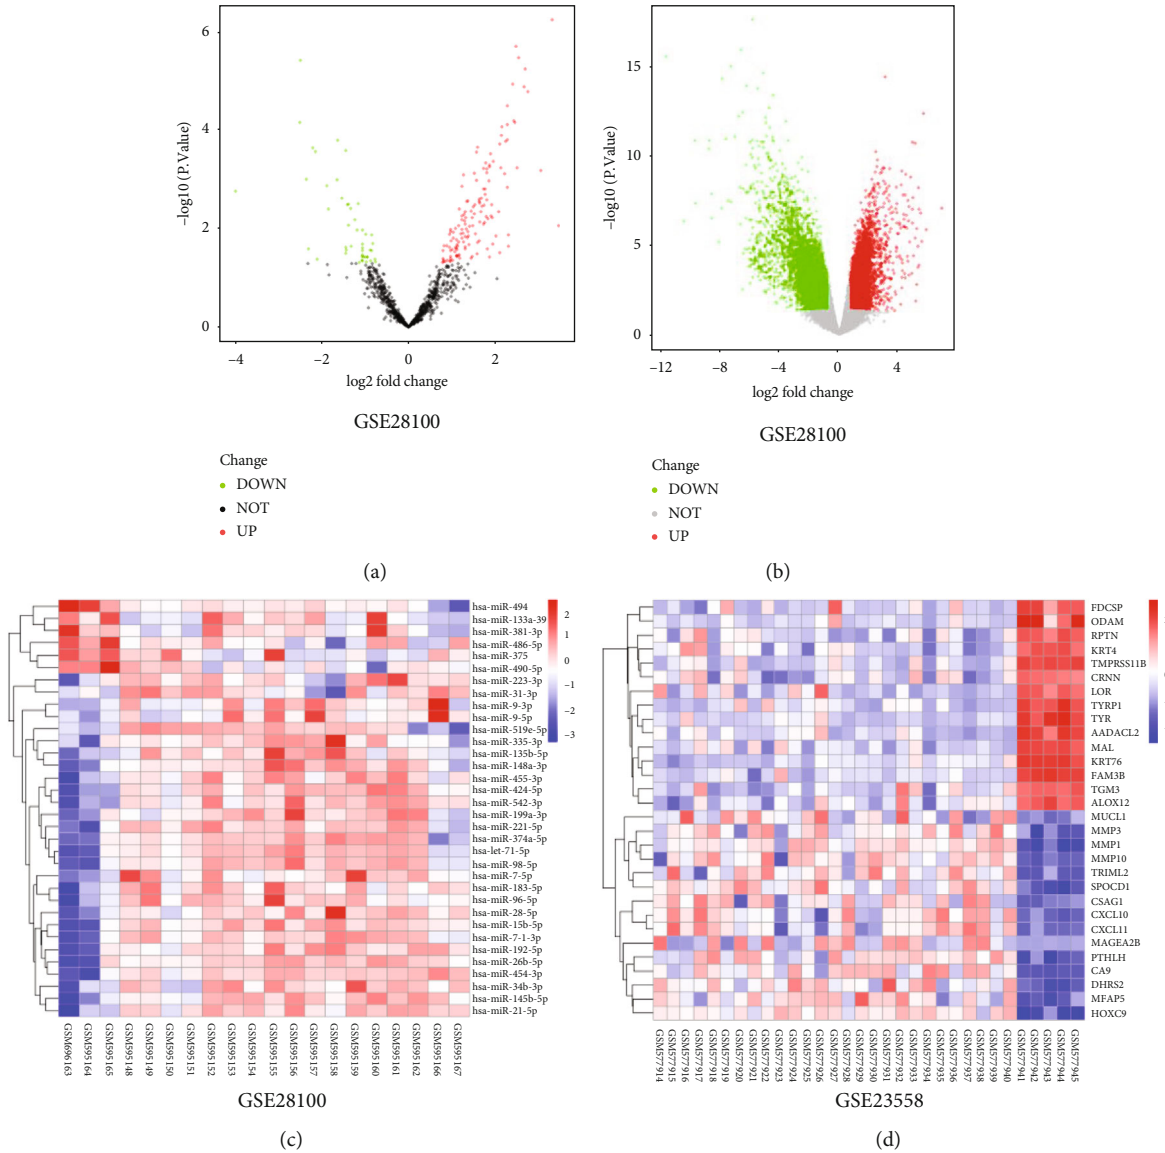 6
4
2
0
−log10 (P.Value)
−4
−2
0
2
log2 fold change
GSE28100
Change
DOWN
NOT
UP
(a)
15
10
5
0
−log10 (P.Value)
−12
−8
−4
0
4
log2 fold change
GSE28100
Change
DOWN
NOT
UP
(b)
hsa-miR-494
hsa-miR-133a-39
hsa-miR-381-3p
hsa-miR-486-5p
hsa-miR-375
hsa-miR-490-5p
hsa-miR-223-3p
hsa-miR-31-3p
hsa-miR-9-3p
hsa-miR-9-5p
hsa-miR-519e-5p
hsa-miR-335-3p
hsa-miR-135b-5p
hsa-miR-148a-3p
hsa-miR-455-3p
hsa-miR-424-5p
hsa-miR-542-3p
hsa-miR-199a-3p
hsa-miR-221-5p
hsa-miR-374a-5p
hsa-let-71-5p
hsa-miR-98-5p
hsa-miR-7-5p
hsa-miR-183-5p
hsa-miR-96-5p
hsa-miR-28-5p
hsa-miR-15b-5p
hsa-miR-7-1-3p
hsa-miR-192-5p
hsa-miR-26b-5p
hsa-miR-454-3p
hsa-miR-34b-3p
hsa-miR-145b-5p
hsa-miR-21-5p
2
1
0
−1
−2
−3
GSM696163
GSM595164
GSM595165
GSM595148
GSM595149
GSM595150
GSM595151
GSM595152
GSM595153
GSM595154
GSM595155
GSM595156
GSM595157
GSM595158
GSM595159
GSM595160
GSM595161
GSM595162
GSM595166
GSM595167
GSE28100
(c)
FDCSP
ODAM
RPTN
KRT4
TMPRSS11B
CRNN
LOR
TYRP1
TYR
AADACL2
MAL
KRT76
FAM3B
TGM3
ALOX12
MUCL1
MMP3
MMP1
MMP10
TRIML2
SPOCD1
CSAG1
CXCL10
CXCL11
MAGEA2B
PTHLH
CA9
DHRS2
MFAP5
HOXC9
GSM577914
GSM577915
GSM577916
GSM577917
GSM577918
GSM577919
GSM577920
GSM577921
GSM577922
GSM577923
GSM577924
GSM577925
GSM577926
GSM577927
GSM577928
GSM577929
GSM577930
GSM577931
GSM577932
GSM577933
GSM577934
GSM577935
GSM577936
GSM577937
GSM577938
GSM577939
GSM577940
GSM577941
GSM577942
GSM577943
GSM577944
GSM577945
GSE23558
(d)